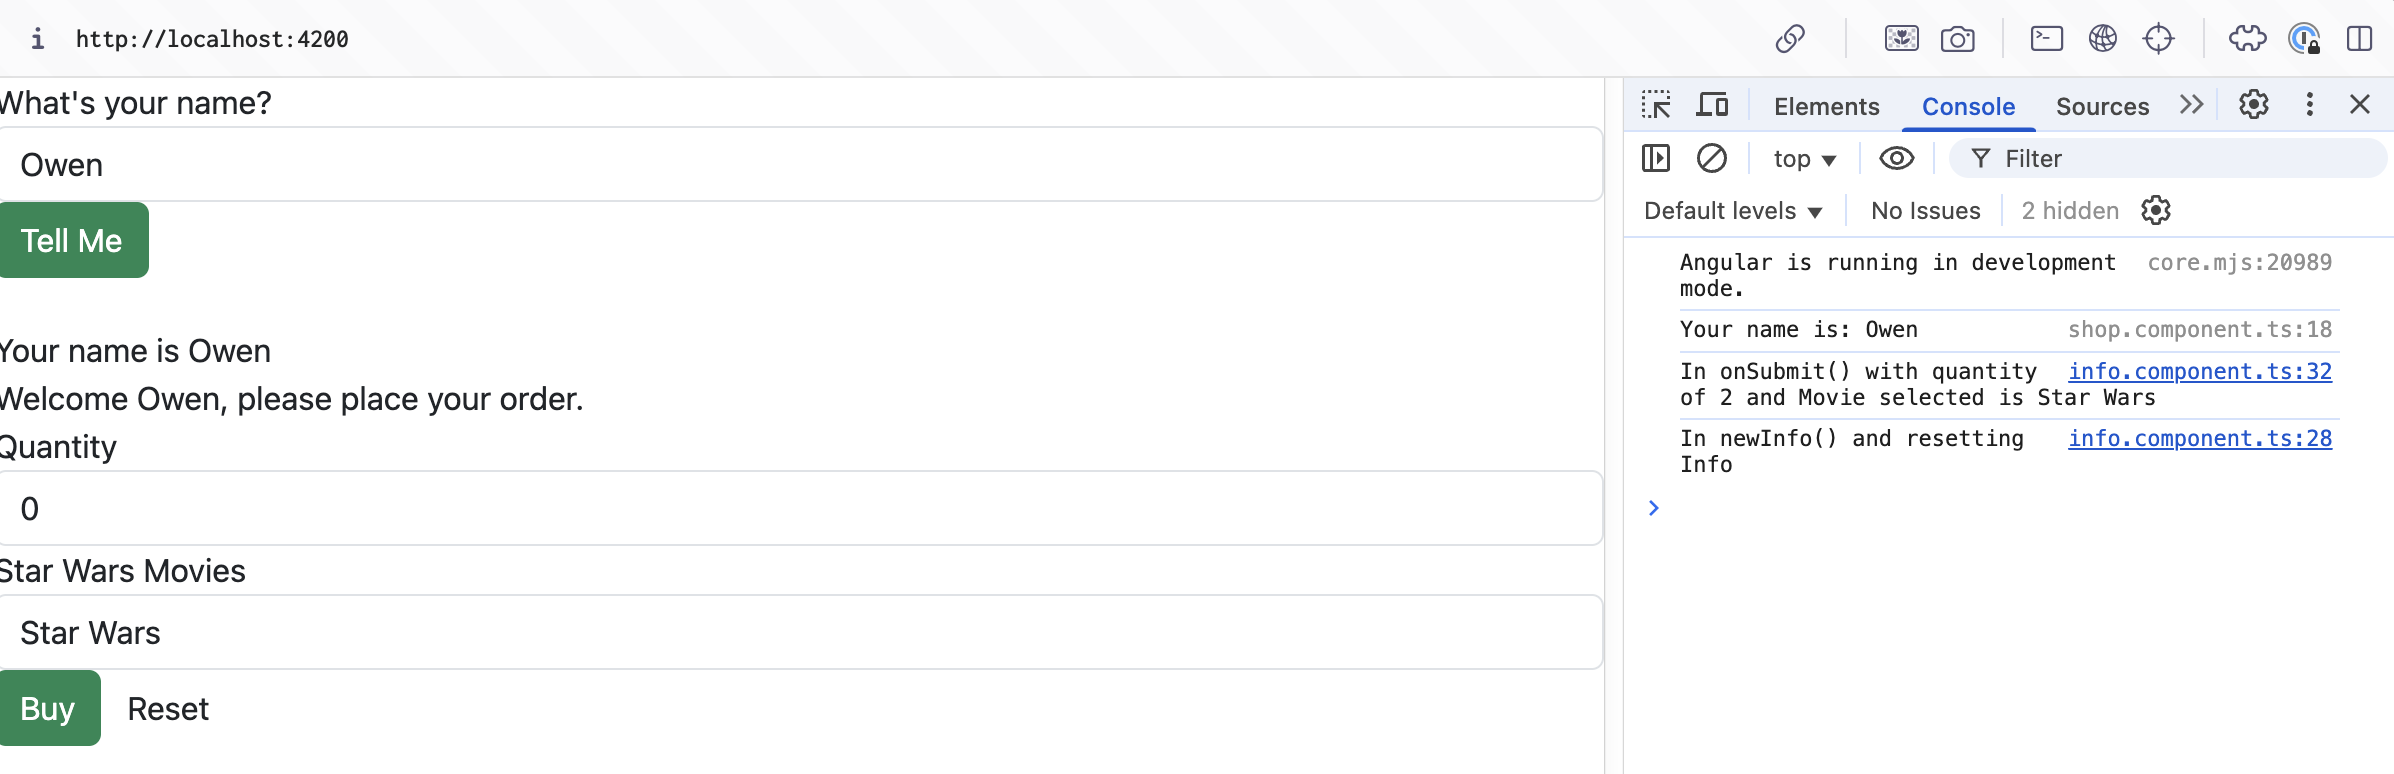 i http://localhost:4200
What's your name?
Owen
Tell Me
Your name is Owen
Welcome Owen, please place your order.
Quantity
0
Star Wars Movies
Star Wars
Buy Reset
Elements Console Sources
top Filter
Default levels No Issues 2 hidden
Angular is running in development core.mjs:20989
mode.
Your name is: Owen shop.component.ts:18
In onSubmit() with quantity info.component.ts:32
of 2 and Movie selected is Star Wars
In newInfo() and resetting info.component.ts:28
Info